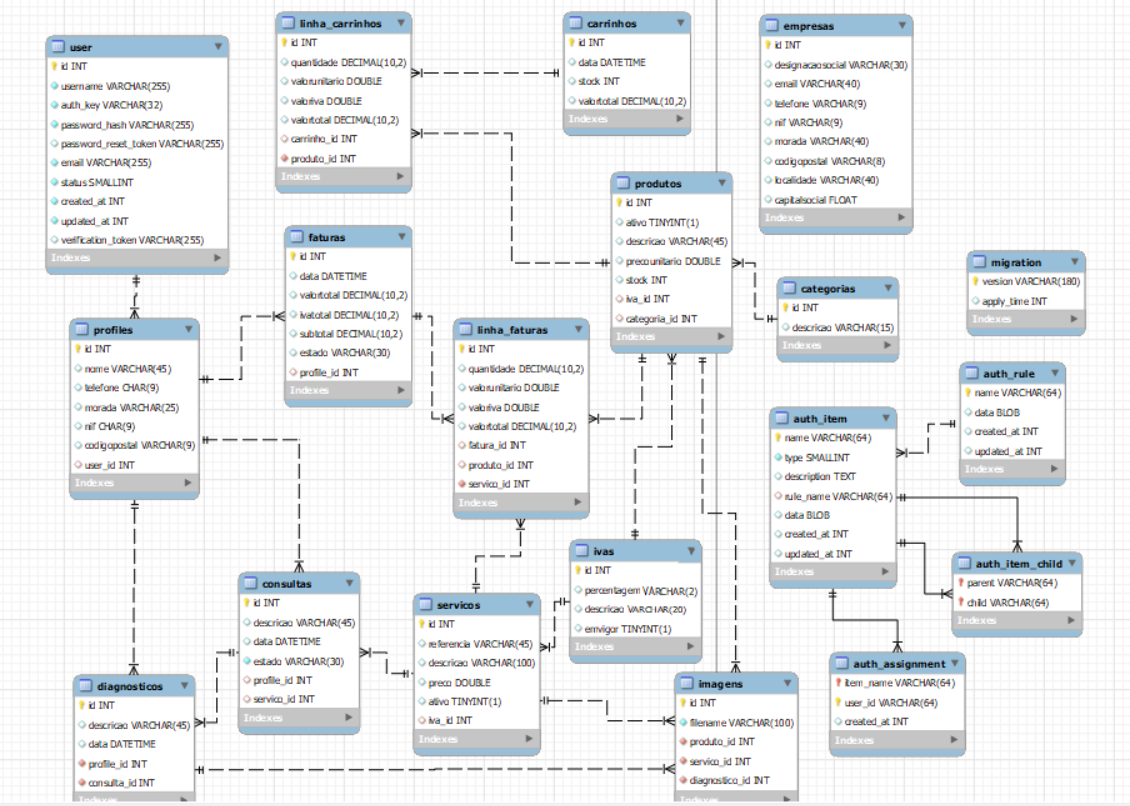 user
id INT
username VARCHAR(255)
auth_key VARCHAR(32)
password_hash VARCHAR(255)
password_reset_token VARCHAR(255)
email VARCHAR(255)
status SMALLINT
created_at INT
updated_at INT
verification_token VARCHAR(255)
Indexes
linha_carrinhos
id INT
quantidade DECIMAL(10,2)
valorunitario DOUBLE
valoriva DOUBLE
valortotal DECIMAL(10,2)
carrinho_id INT
produto_id INT
Indexes
carrinhos
id INT
data DATETIME
stock INT
valortotal DECIMAL(10,2)
Indexes
empresas
id INT
designacaosocial VARCHAR(30)
email VARCHAR(40)
telefone VARCHAR(9)
nif VARCHAR(9)
morada VARCHAR(40)
codigopostal VARCHAR(8)
localidade VARCHAR(40)
capitalsocial FLOAT
Indexes
produtos
id INT
ativo TINYINT(1)
descricao VARCHAR(45)
precounitario DOUBLE
stock INT
iva_id INT
categoria_id INT
Indexes
faturas
id INT
data DATETIME
valortotal DECIMAL(10,2)
ivatotal DECIMAL(10,2)
subtotal DECIMAL(10,2)
estado VARCHAR(30)
profile_id INT
Indexes
migration
version VARCHAR(180)
apply_time INT
Indexes
categorias
id INT
descricao VARCHAR(15)
Indexes
profiles
id INT
nome VARCHAR(45)
telefone CHAR(9)
morada VARCHAR(25)
nif CHAR(9)
codigopostal VARCHAR(9)
user_id INT
Indexes
linha_faturas
id INT
quantidade DECIMAL(10,2)
valorunitario DOUBLE
valoriva DOUBLE
valortotal DECIMAL(10,2)
fatura_id INT
produto_id INT
servico_id INT
Indexes
auth_rule
name VARCHAR(64)
data BLOB
created_at INT
updated_at INT
Indexes
auth_item
name VARCHAR(64)
type SMALLINT
description TEXT
rule_name VARCHAR(64)
data BLOB
created_at INT
updated_at INT
Indexes
ivas
id INT
percentagem VARCHAR(2)
descricao VARCHAR(20)
emvigor TINYINT(1)
Indexes
auth_item_child
parent VARCHAR(64)
child VARCHAR(64)
Indexes
consultas
id INT
descricao VARCHAR(45)
data DATETIME
estado VARCHAR(30)
profile_id INT
servico_id INT
Indexes
servicos
id INT
referencia VARCHAR(45)
descricao VARCHAR(100)
preco DOUBLE
ativo TINYINT(1)
iva_id INT
Indexes
auth_assignment
item_name VARCHAR(64)
user_id VARCHAR(64)
created_at INT
Indexes
diagnosticos
id INT
descricao VARCHAR(45)
data DATETIME
profile_id INT
consulta_id INT
Indexes
imagens
id INT
filename VARCHAR(100)
produto_id INT
servico_id INT
diagnostico_id INT
Indexes